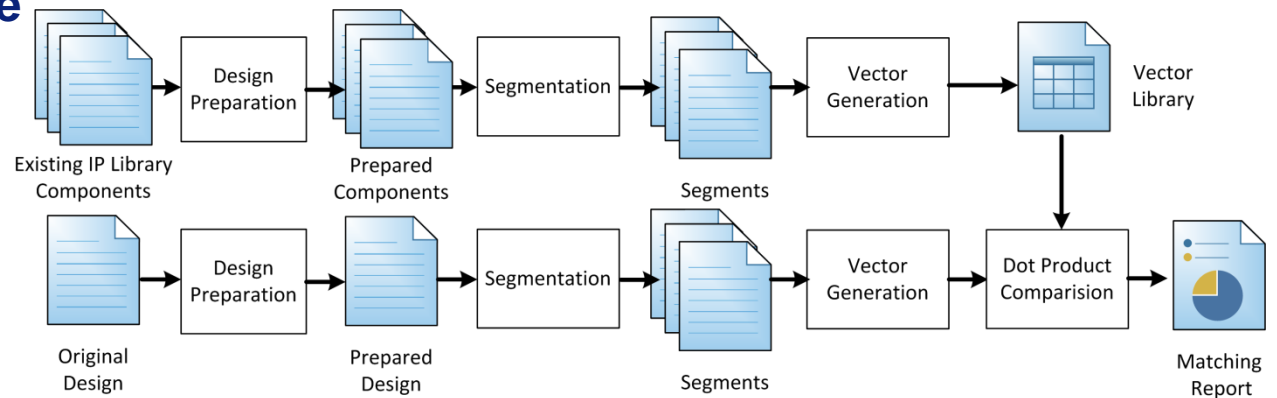 e
Design
Preparation
Segmentation
Vector
Generation
Vector
Library
Existing IP Library
Components
Prepared
Components
Segments
Design
Preparation
Segmentation
Vector
Generation
Dot Product
Comparision
Original
Design
Prepared
Design
Segments
Matching
Report